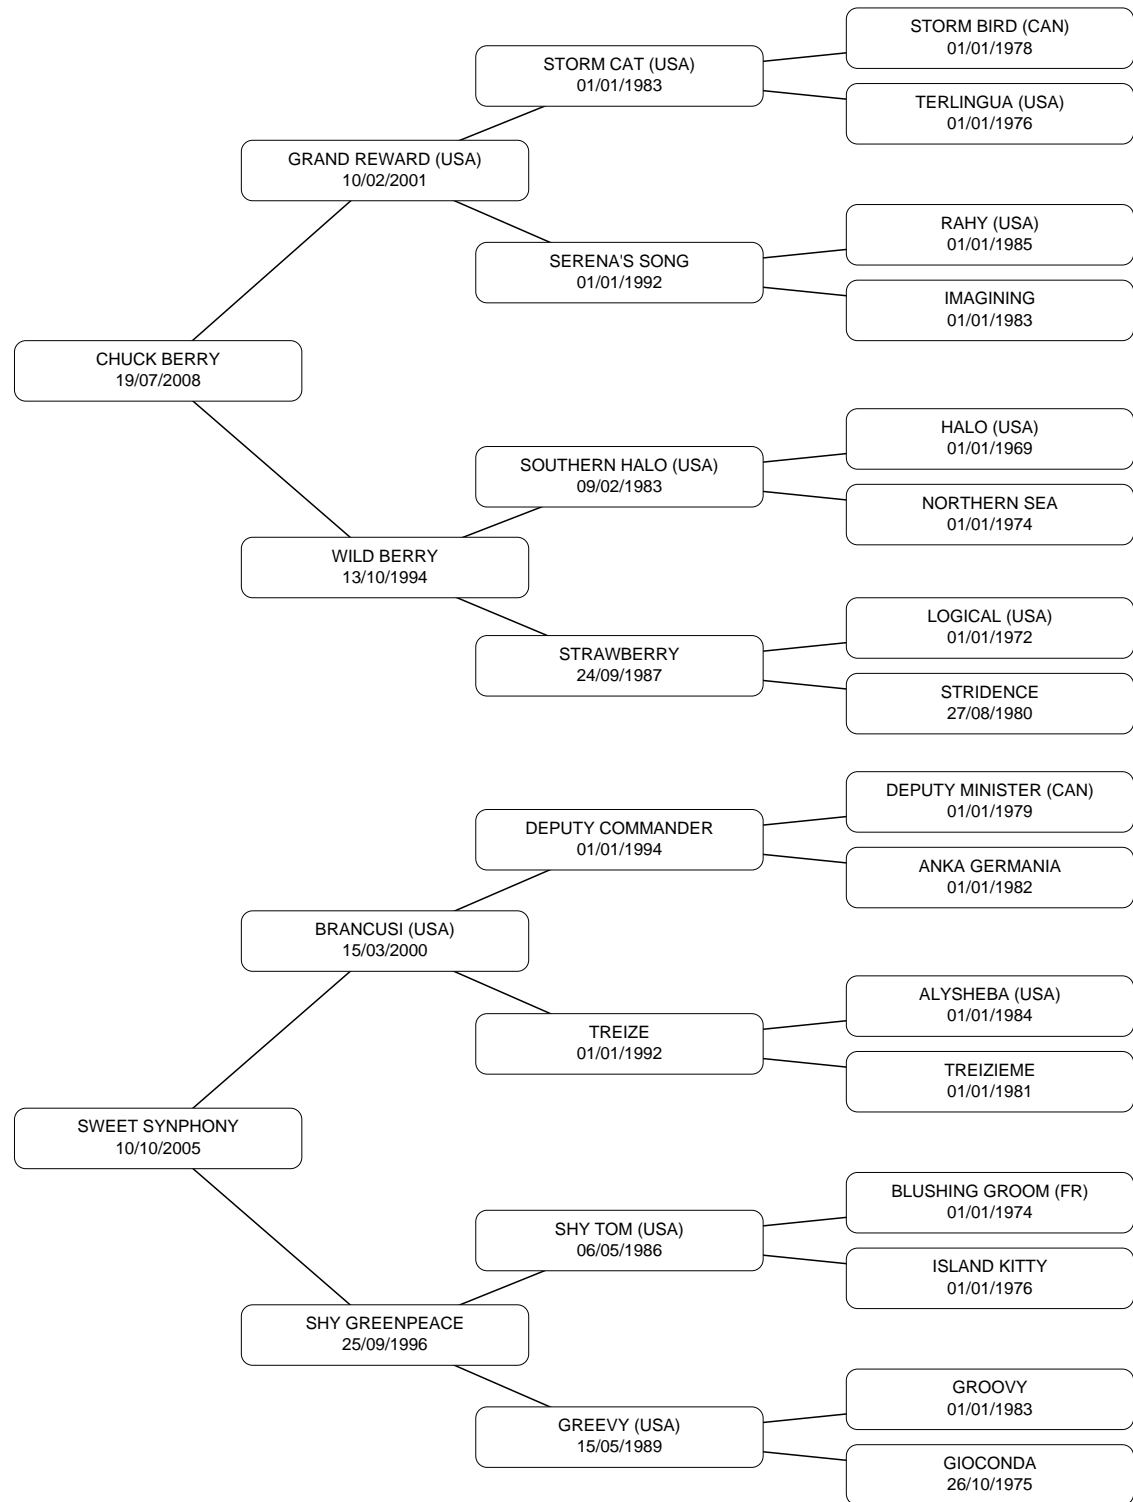 STORM BIRD (CAN)
01/01/1978
STORM CAT (USA)
01/01/1983
TERLINGUA (USA)
01/01/1976
GRAND REWARD (USA)
10/02/2001
RAHY (USA)
01/01/1985
SERENA'S SONG
01/01/1992
IMAGINING
01/01/1983
CHUCK BERRY
19/07/2008
HALO (USA)
01/01/1969
SOUTHERN HALO (USA)
09/02/1983
NORTHERN SEA
01/01/1974
WILD BERRY
13/10/1994
LOGICAL (USA)
01/01/1972
STRAWBERRY
24/09/1987
STRIDENCE
27/08/1980
DEPUTY MINISTER (CAN)
01/01/1979
DEPUTY COMMANDER
01/01/1994
ANKA GERMANIA
01/01/1982
BRANCUSI (USA)
15/03/2000
ALYSHEBA (USA)
01/01/1984
TREIZE
01/01/1992
TREIZIEME
01/01/1981
SWEET SYNPHONY
10/10/2005
BLUSHING GROOM (FR)
01/01/1974
SHY TOM (USA)
06/05/1986
ISLAND KITTY
01/01/1976
SHY GREENPEACE
25/09/1996
GROOVY
01/01/1983
GREEVY (USA)
15/05/1989
GIOCONDA
26/10/1975